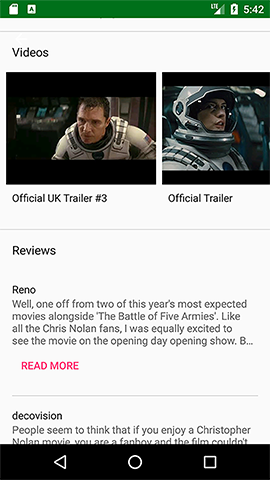 5:42
Videos
Official UK Trailer #3
Official Trailer
Reviews
Reno
Well, one off from two of this year's most expected
movies alongside 'The Battle of Five Armies'. Like
all the Chris Nolan fans, I was equally excited to
see the movie on the opening day opening show. B...
READ MORE
decovision
People seem to think that if you enjoy a Christopher
Nolan movie, you are a fanboy and the film couldn't